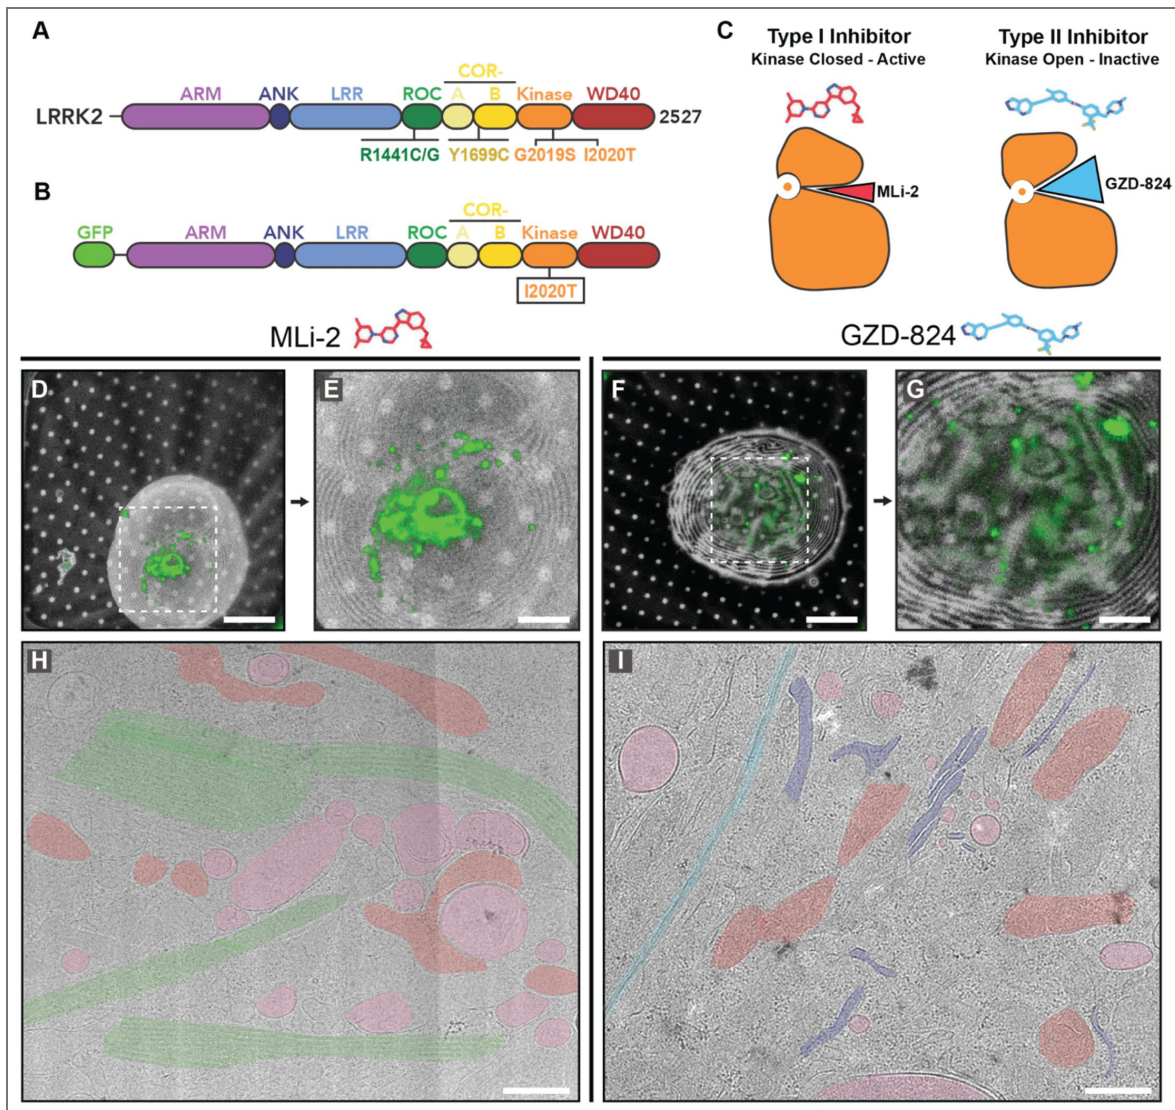 A
COR-
ARM ANK LRR ROC A B Kinase WD40
LRRK2 2527
R1441C/G Y1699C G2019S I2020T
B
COR-
GFP ARM ANK LRR ROC A B Kinase WD40
I2020T
C
Type I Inhibitor
Kinase Closed - Active
MLi-2
Type II Inhibitor
Kinase Open - Inactive
GZD-824
MLi-2
GZD-824
D
E
F
G
H
I